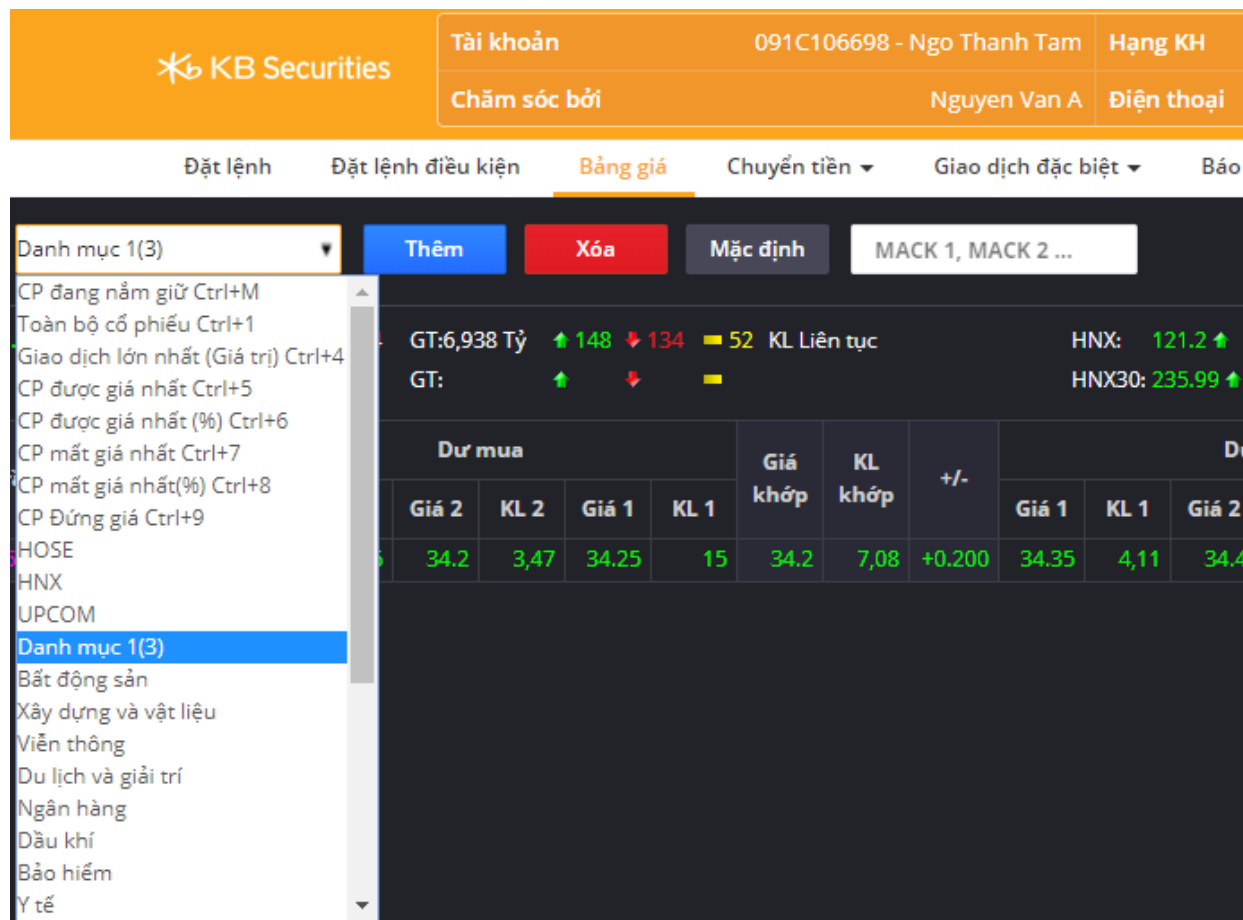 KB Securities
Tài khoản 091C106698 - Ngo Thanh Tam Hạng KH
Chăm sóc bởi Nguyen Van A Điện thoại
Đặt lệnh Đặt lệnh điều kiện Bảng giá Chuyển tiền Giao dịch đặc biệt Báo
Danh mục 1(3) Thêm Xóa Mặc định MACK 1, MACK 2 ...
CP đang nắm giữ Ctrl+M
Toàn bộ cổ phiếu Ctrl+1
Giao dịch lớn nhất (Giá trị) Ctrl+4
CP được giá nhất Ctrl+5
CP được giá nhất (%) Ctrl+6
CP mất giá nhất Ctrl+7
CP mất giá nhất(%) Ctrl+8
CP Đứng giá Ctrl+9
HOSE
HNX
UPCOM
Danh mục 1(3)
Bất động sản
Xây dựng và vật liệu
Viễn thông
Du lịch và giải trí
Ngân hàng
Dầu khí
Bảo hiểm
Y tế
GT:6,938 Tỷ 148 134 52 KL Liên tục HNX: 121.2
GT: HNX30: 235.99
Dư mua Giá khớp KL khớp +/-
Giá 2 KL 2 Giá 1 KL 1 Giá 1 KL 1 Giá 2
34.2 3,47 34.25 15 34.2 7,08 +0.200 34.35 4,11 34.4